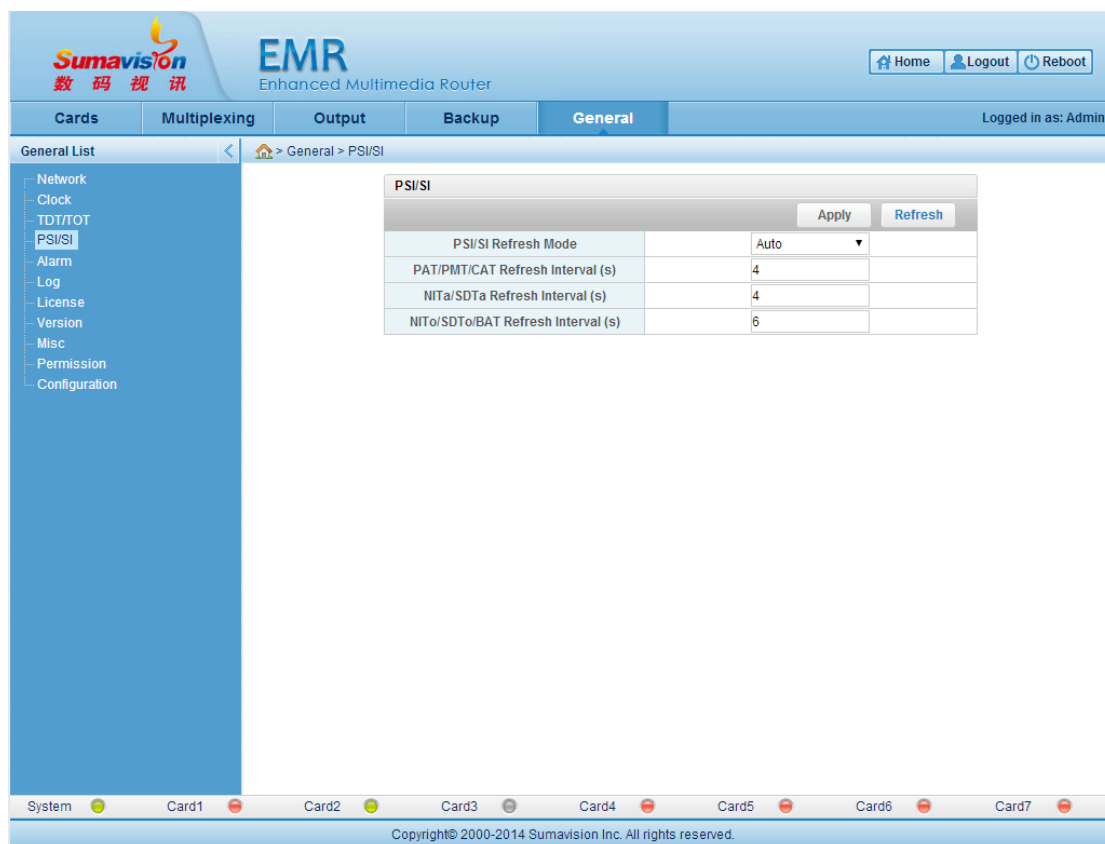 Sumavision
数 码 视 讯
EMR
Enhanced Multimedia Router
Home Logout Reboot
Cards Multiplexing Output Backup General Logged in as: Admin
General List
> General > PSI/SI
Network
Clock
TDT/TOT
PSI/SI
Alarm
Log
License
Version
Misc
Permission
Configuration
PSI/SI
Apply Refresh
PSI/SI Refresh Mode Auto
PAT/PMT/CAT Refresh Interval (s) 4
NITa/SDTa Refresh Interval (s) 4
NITo/SDTo/BAT Refresh Interval (s) 6
System Card1 Card2 Card3 Card4 Card5 Card6 Card7
Copyright© 2000-2014 Sumavision Inc. All rights reserved.